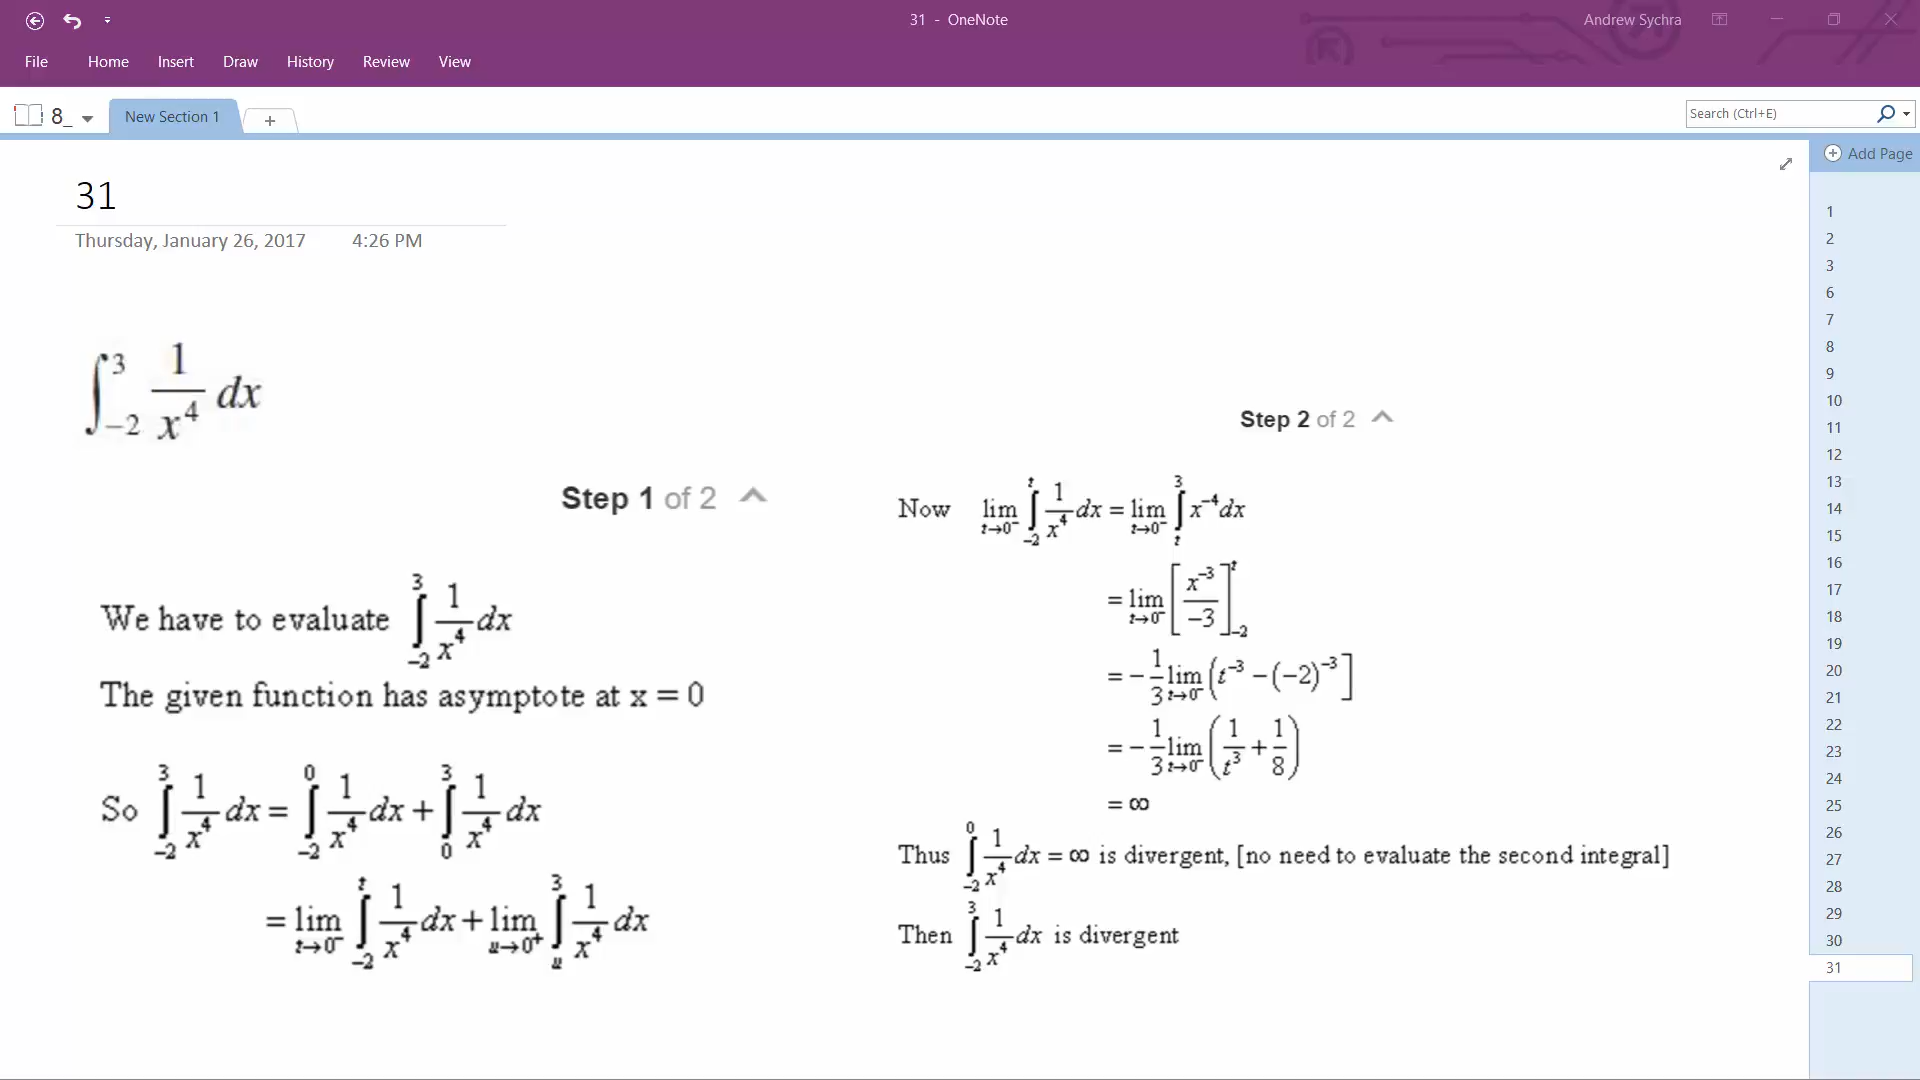 31 - OneNote
Andrew Sychra
File Home Insert Draw History Review View
8_
New Section 1
+
Search (Ctrl+E)
Add Page
31
Thursday, January 26, 2017 4:26 PM
∫_{-2}^{3} 1/x^4 dx
Step 1 of 2
We have to evaluate ∫_{-2}^{3} 1/x^4 dx
The given function has asymptote at x = 0
So ∫_{-2}^{3} 1/x^4 dx = ∫_{-2}^{0} 1/x^4 dx + ∫_{0}^{3} 1/x^4 dx
= lim_{t→0^-} ∫_{-2}^{t} 1/x^4 dx + lim_{u→0^+} ∫_{u}^{3} 1/x^4 dx
Step 2 of 2
Now lim_{t→0^-} ∫_{-2}^{t} 1/x^4 dx = lim_{t→0^-} ∫_{t}^{3} x^{-4} dx
= lim_{t→0^-} [x^{-3}/-3]_{-2}^{t}
= -1/3 lim_{t→0^-} (t^{-3} - (-2)^{-3}]
= -1/3 lim_{t→0^-} (1/t^3 + 1/8)
= ∞
Thus ∫_{-2}^{0} 1/x^4 dx = ∞ is divergent, [no need to evaluate the second integral]
Then ∫_{-2}^{3} 1/x^4 dx is divergent
1
2
3
6
7
8
9
10
11
12
13
14
15
16
17
18
19
20
21
22
23
24
25
26
27
28
29
30
31